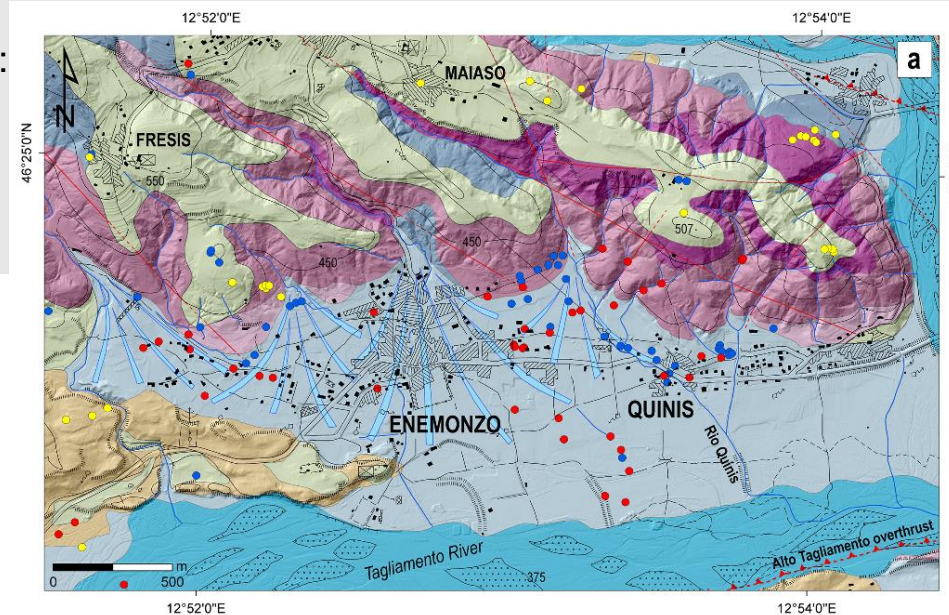 12°52'0"E
12°54'0"E
:
a
N
MAIASO
FRESIS
46°25'0"N
550
507
450
450
ENEMONZO
QUINIS
Rio Quinis
Tagliamento River
Alto Tagliamento overthrust
375
0
m
500
12°52'0"E
12°54'0"E